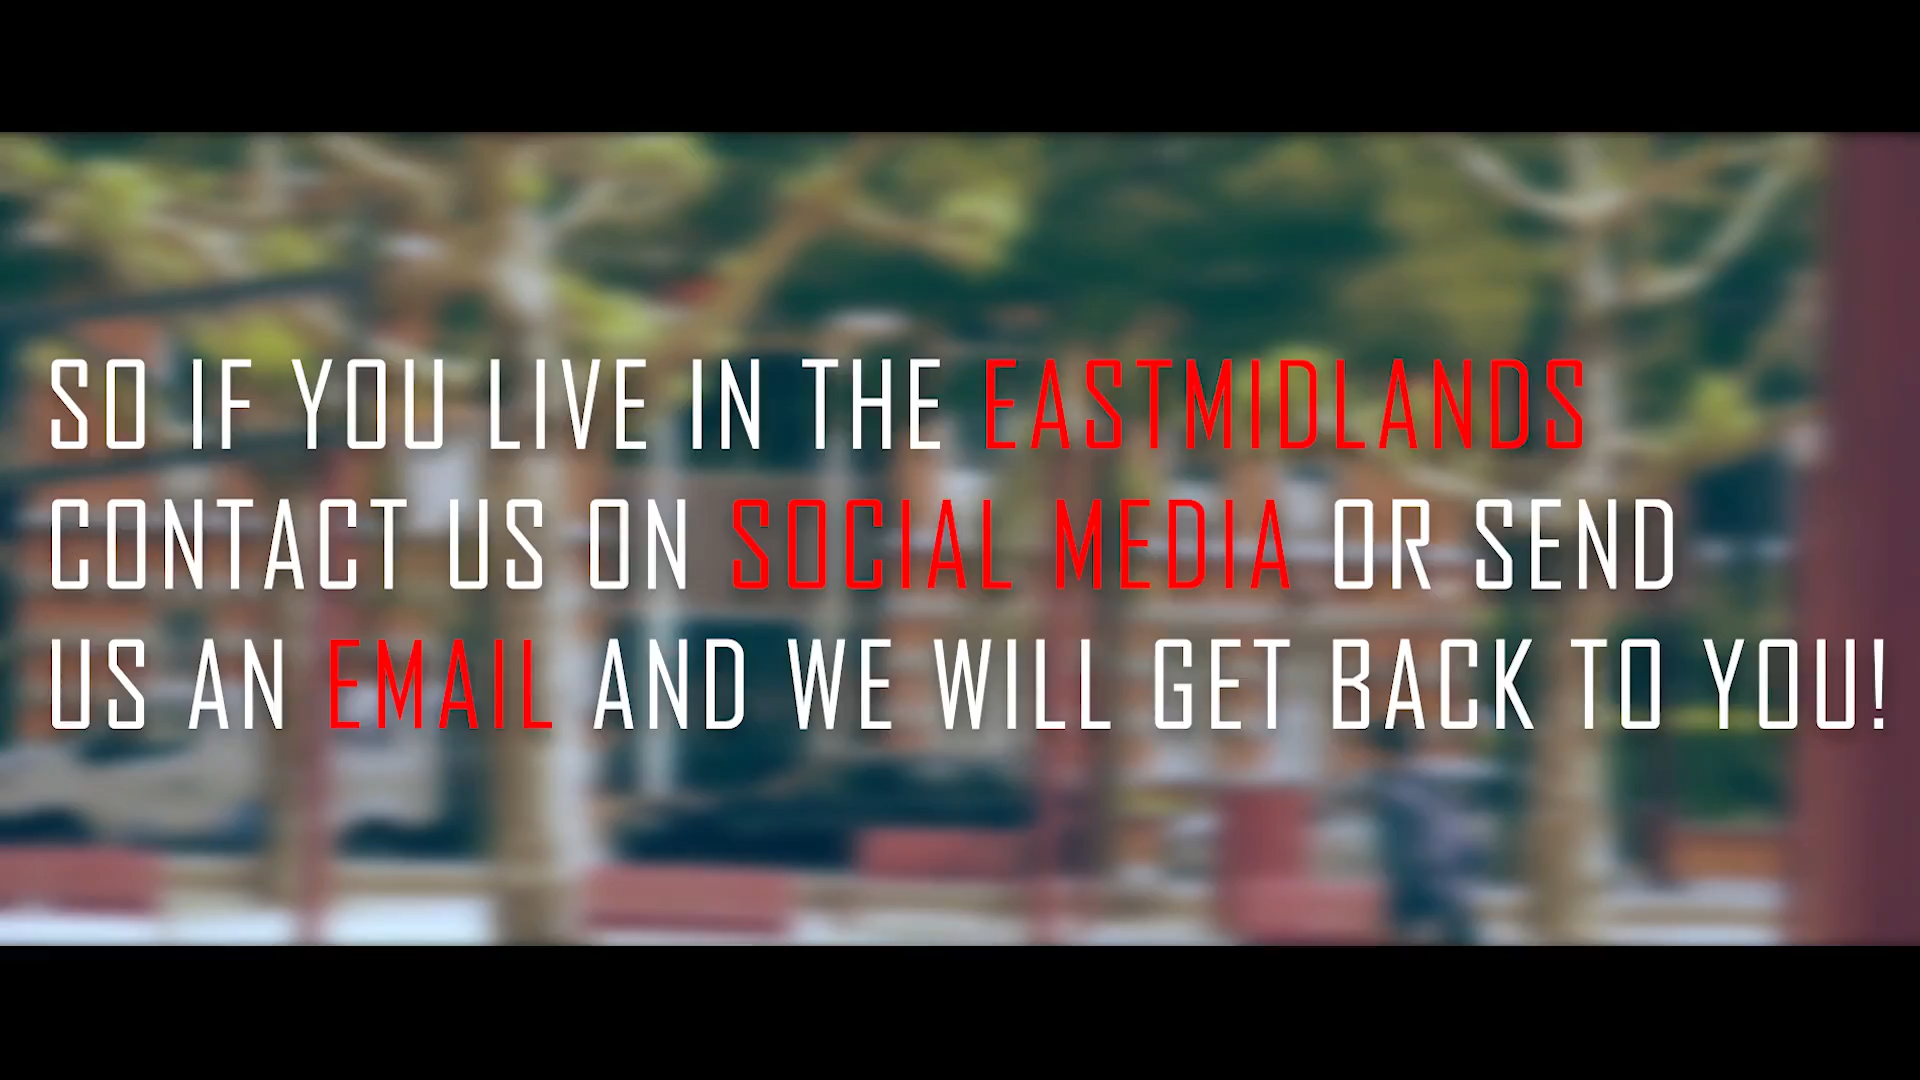 SO IF YOU LIVE IN THE EASTMIDLANDS
CONTACT US ON SOCIAL MEDIA OR SEND
US AN EMAIL AND WE WILL GET BACK TO YOU!